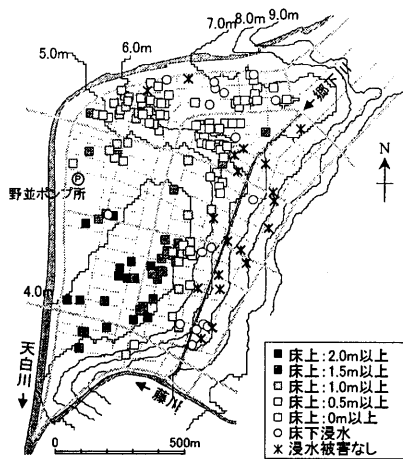 7.0m
8.0m
9.0m
5.0m
6.0m
郷下川
N
P
野並ポンプ所
4.0m
天白川
藤川
0
500m
床上:2.0m以上
床上:1.5m以上
床上:1.0m以上
床上:0.5m以上
床上:0m以上
床下浸水
浸水被害なし